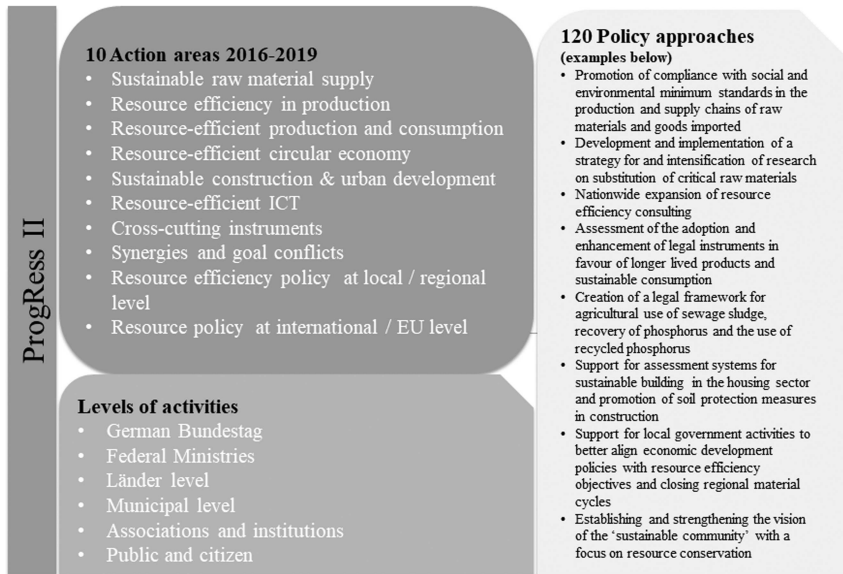 ProgRess II
10 Action areas 2016-2019
• Sustainable raw material supply
• Resource efficiency in production
• Resource-efficient production and consumption
• Resource-efficient circular economy
• Sustainable construction & urban development
• Resource-efficient ICT
• Cross-cutting instruments
• Synergies and goal conflicts
• Resource efficiency policy at local / regional
level
• Resource policy at international / EU level
Levels of activities
• German Bundestag
• Federal Ministries
• Länder level
• Municipal level
• Associations and institutions
• Public and citizen
120 Policy approaches
(examples below)
• Promotion of compliance with social and
environmental minimum standards in the
production and supply chains of raw
materials and goods imported
• Development and implementation of a
strategy for and intensification of research
on substitution of critical raw materials
• Nationwide expansion of resource
efficiency consulting
• Assessment of the adoption and
enhancement of legal instruments in
favour of longer lived products and
sustainable consumption
• Creation of a legal framework for
agricultural use of sewage sludge,
recovery of phosphorus and the use of
recycled phosphorus
• Support for assessment systems for
sustainable building in the housing sector
and promotion of soil protection measures
in construction
• Support for local government activities to
better align economic development
policies with resource efficiency
objectives and closing regional material
cycles
• Establishing and strengthening the vision
of the ‘sustainable community’ with a
focus on resource conservation